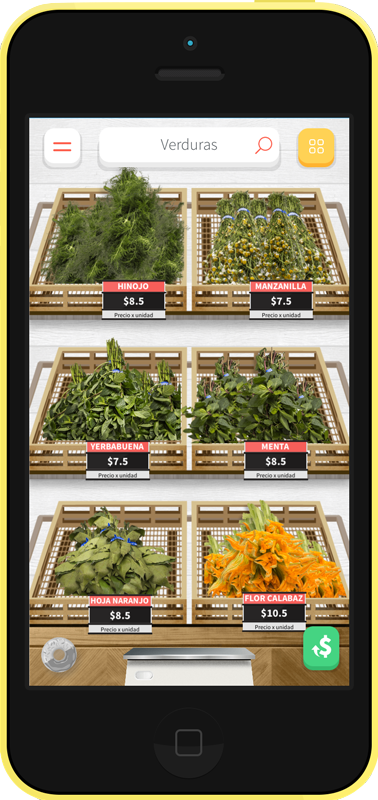 Verduras
HINOJO
$8.5
Precio x unidad
MANZANILLA
$7.5
Precio x unidad
YERBABUENA
$7.5
Precio x unidad
MENTA
$8.5
Precio x unidad
HOJA NARANJO
$8.5
Precio x unidad
FLOR CALABAZ
$10.5
Precio x unidad
$